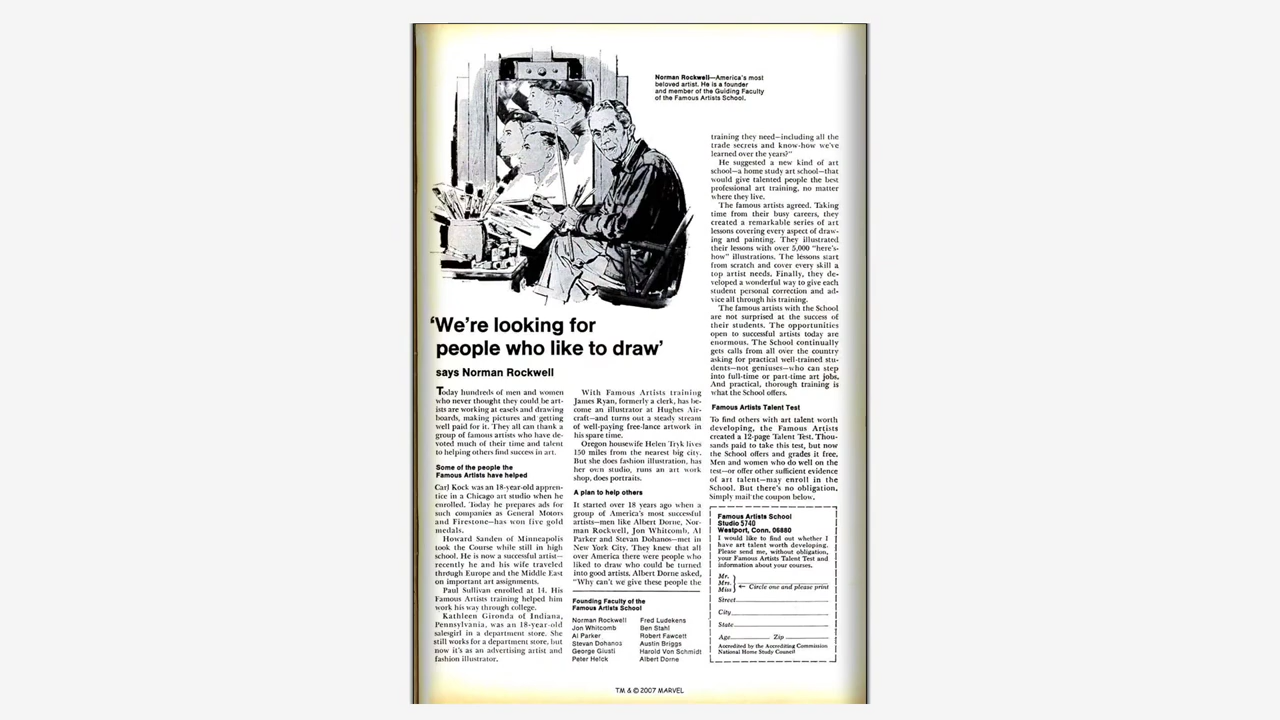 Norman Rockwell—America's most
beloved artist. He is a founder
and member of the Guiding Faculty
of the Famous Artists School.
'We're looking for
people who like to draw'
says Norman Rockwell
Today hundreds of men and women
who never thought they could be art-
ists are working at easels and drawing
boards, making pictures and getting
well paid for it. They all can thank a
group of famous artists who have de-
voted much of their time and talent
to helping others find success in art.
Some of the people the
Famous Artists have helped
Carl Kock was an 18-year-old appren-
tice in a Chicago art studio when he
enrolled. Today he prepares ads for
such companies as General Motors
and Firestone—has won five gold
medals.
Howard Sanden of Minneapolis
took the Course while still in high
school. He is now a successful artist—
recently he and his wife traveled
through Europe and the Middle East
on important art assignments.
Paul Sullivan enrolled at 14. His
Famous Artists training helped him
work his way through college.
Kathleen Gironda of Indiana,
Pennsylvania, was an 18-year-old
salesgirl in a department store. She
still works for a department store, but
now it's as an advertising artist and
fashion illustrator.
With Famous Artists training
James Ryan, formerly a clerk, has be-
come an illustrator at Hughes Air-
craft—and turns out a steady stream
of well-paying free-lance artwork in
his spare time.
Oregon housewife Helen Tryk lives
150 miles from the nearest big city.
But she does fashion illustration, has
her own studio, runs an art work
shop, does portraits.
A plan to help others
It started over 18 years ago when a
group of America's most successful
artists—men like Albert Dorne, Nor-
man Rockwell, Jon Whitcomb, Al
Parker and Stevan Dohanos—met in
New York City. They knew that all
over America there were people who
liked to draw who could be turned
into good artists. Albert Dorne asked,
"Why can't we give these people the
Founding Faculty of the
Famous Artists School
Norman Rockwell
Jon Whitcomb
Al Parker
Stevan Dohanos
George Giusti
Peter Helck
Fred Ludekens
Ben Stahl
Robert Fawcett
Austin Briggs
Harold Von Schmidt
Albert Dorne
training they need—including all the
trade secrets and know-how we've
learned over the years?"
He suggested a new kind of art
school—a home study art school—that
would give talented people the best
professional art training, no matter
where they live.
The famous artists agreed. Taking
time from their busy careers, they
created a remarkable series of art
lessons covering every aspect of draw-
ing and painting. They illustrated
their lessons with over 5,000 "here's-
how" illustrations. The lessons start
from scratch and cover every skill a
top artist needs. Finally, they de-
veloped a wonderful way to give each
student personal correction and ad-
vice all through his training.
The famous artists with the School
are not surprised at the success of
their students. The opportunities
open to successful artists today are
enormous. The School continually
gets calls from all over the country
asking for practical well-trained stu-
dents—not geniuses—who can step
into full-time or part-time art jobs.
And practical, thorough training is
what the School offers.
Famous Artists Talent Test
To find others with art talent worth
developing, the Famous Artists
created a 12-page Talent Test. Thou-
sands paid to take this test, but now
the School offers and grades it free.
Men and women who do well on the
test—or offer other sufficient evidence
of art talent—may enroll in the
School. But there's no obligation.
Simply mail the coupon below.
Famous Artists School
Studio 5740
Westport, Conn. 06880
I would like to find out whether I
have art talent worth developing.
Please send me, without obligation,
your Famous Artists Talent Test and
information about your courses.
Mr.
Mrs.
Miss
← Circle one and please print
Street
City
State
Age Zip
Accredited by the Accrediting Commission
National Home Study Council
TM & © 2007 MARVEL